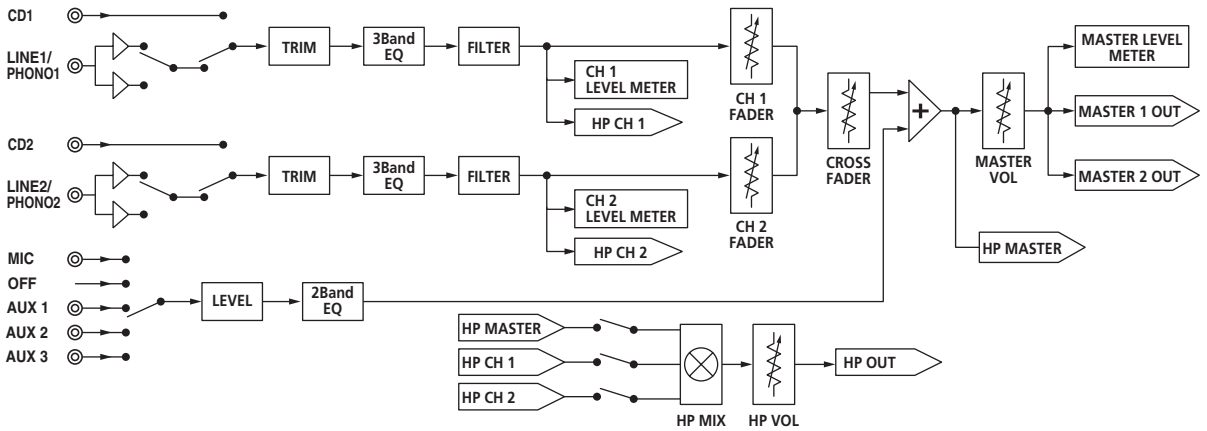 CD1
LINE1/
PHONO1
TRIM
3Band
EQ
FILTER
CH 1
LEVEL METER
HP CH 1
CH 1
FADER
CD2
LINE2/
PHONO2
TRIM
3Band
EQ
FILTER
CH 2
LEVEL METER
HP CH 2
CH 2
FADER
CROSS
FADER
+
MASTER
VOL
MASTER LEVEL
METER
MASTER 1 OUT
MASTER 2 OUT
HP MASTER
MIC
OFF
AUX 1
AUX 2
AUX 3
LEVEL
2Band
EQ
HP MASTER
HP CH 1
HP CH 2
HP MIX
HP VOL
HP OUT